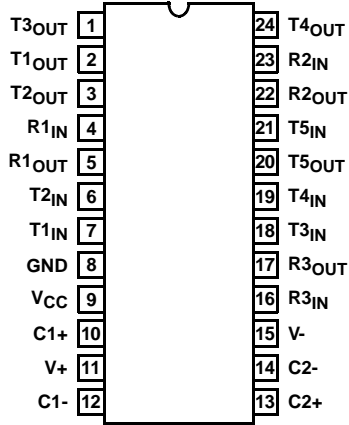 T3OUT 1 24 T4OUT
T1OUT 2 23 R2IN
T2OUT 3 22 R2OUT
R1IN 4 21 T5IN
R1OUT 5 20 T5OUT
T2IN 6 19 T4IN
T1IN 7 18 T3IN
GND 8 17 R3OUT
VCC 9 16 R3IN
C1+ 10 15 V-
V+ 11 14 C2-
C1- 12 13 C2+